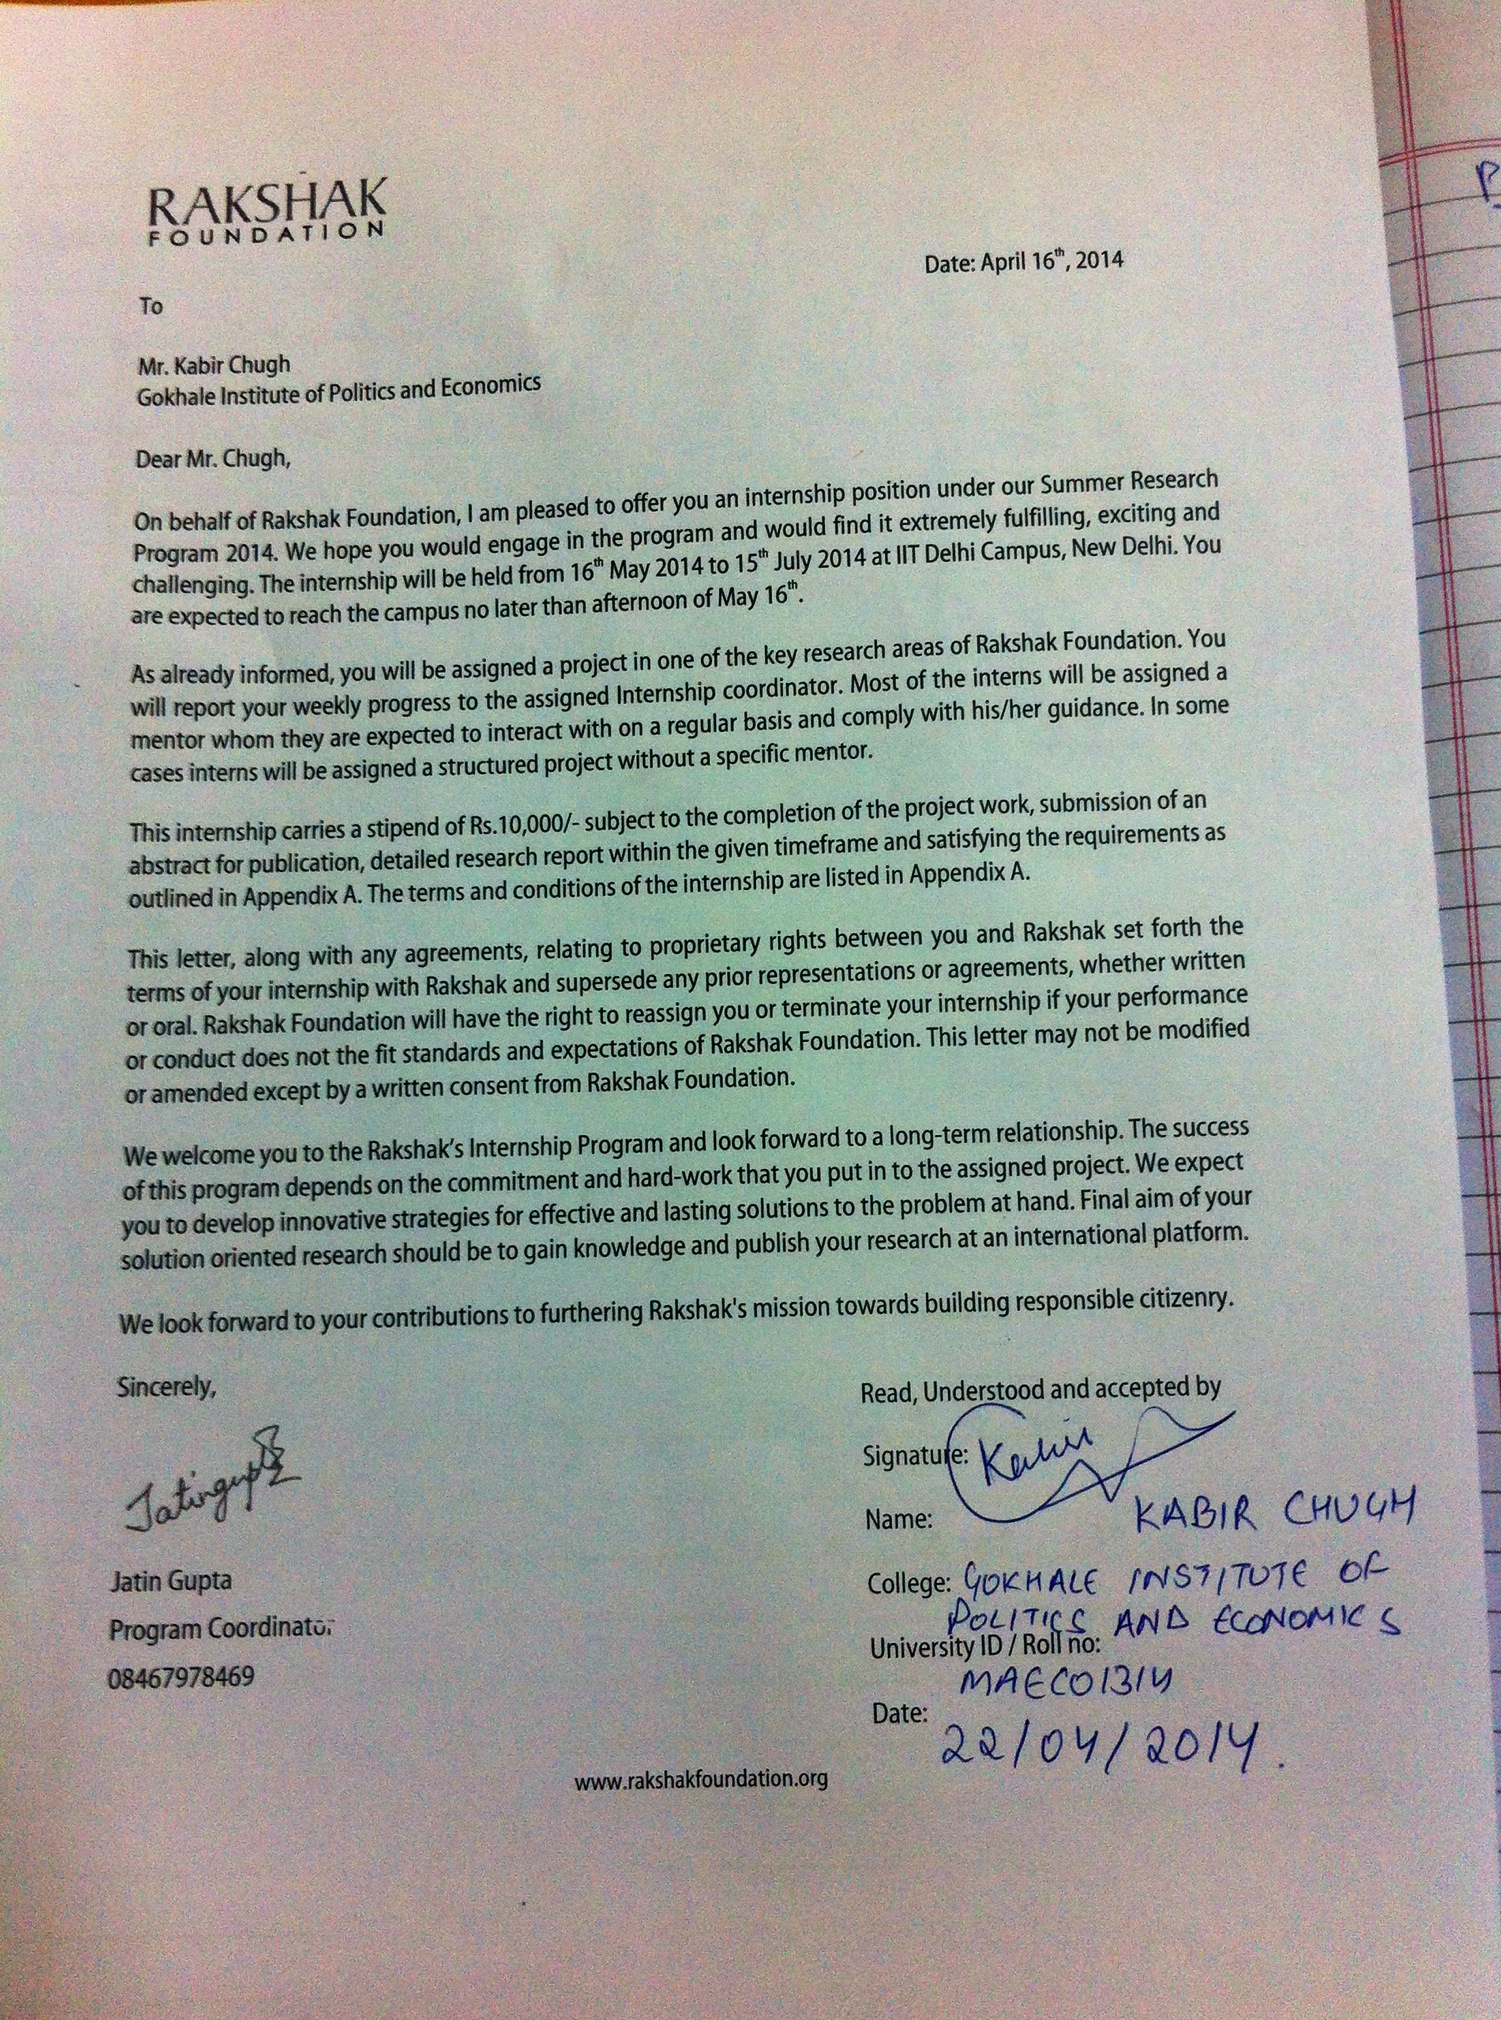 RAKSHAK
FOUNDATION
Date: April 16th, 2014
To
Mr. Kabir Chugh
Gokhale Institute of Politics and Economics
Dear Mr. Chugh,
On behalf of Rakshak Foundation, I am pleased to offer you an internship position under our Summer Research
Program 2014. We hope you would engage in the program and would find it extremely fulfilling, exciting and
challenging. The internship will be held from 16th May 2014 to 15th July 2014 at IIT Delhi Campus, New Delhi. You
are expected to reach the campus no later than afternoon of May 16th.
As already informed, you will be assigned a project in one of the key research areas of Rakshak Foundation. You
will report your weekly progress to the assigned Internship coordinator. Most of the interns will be assigned a
mentor whom they are expected to interact with on a regular basis and comply with his/her guidance. In some
cases interns will be assigned a structured project without a specific mentor.
This internship carries a stipend of Rs.10,000/- subject to the completion of the project work, submission of an
abstract for publication, detailed research report within the given timeframe and satisfying the requirements as
outlined in Appendix A. The terms and conditions of the internship are listed in Appendix A.
This letter, along with any agreements, relating to proprietary rights between you and Rakshak set forth the
terms of your internship with Rakshak and supersede any prior representations or agreements, whether written
or oral. Rakshak Foundation will have the right to reassign you or terminate your internship if your performance
or conduct does not the fit standards and expectations of Rakshak Foundation. This letter may not be modified
or amended except by a written consent from Rakshak Foundation.
We welcome you to the Rakshak's Internship Program and look forward to a long-term relationship. The success
of this program depends on the commitment and hard-work that you put in to the assigned project. We expect
you to develop innovative strategies for effective and lasting solutions to the problem at hand. Final aim of your
solution oriented research should be to gain knowledge and publish your research at an international platform.
We look forward to your contributions to furthering Rakshak's mission towards building responsible citizenry.
Sincerely,
Jatingupta
Jatin Gupta
Program Coordinator
08467978469
Read, Understood and accepted by
Signature: Kabir
Name: KABIR CHUGH
College: GOKHALE INSTITUTE OF
POLITICS AND ECONOMICS
University ID / Roll no:
MAECO1314
Date:
22/04/2014.
www.rakshakfoundation.org